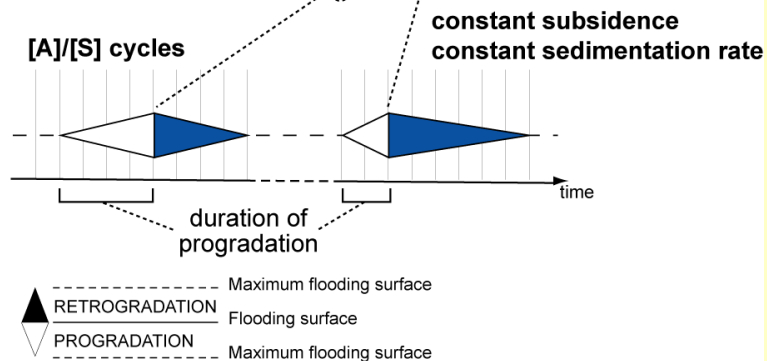 constant subsidence
constant sedimentation rate
[A]/[S] cycles
time
duration of
progradation
Maximum flooding surface
RETROGRADATION
Flooding surface
PROGRADATION
Maximum flooding surface